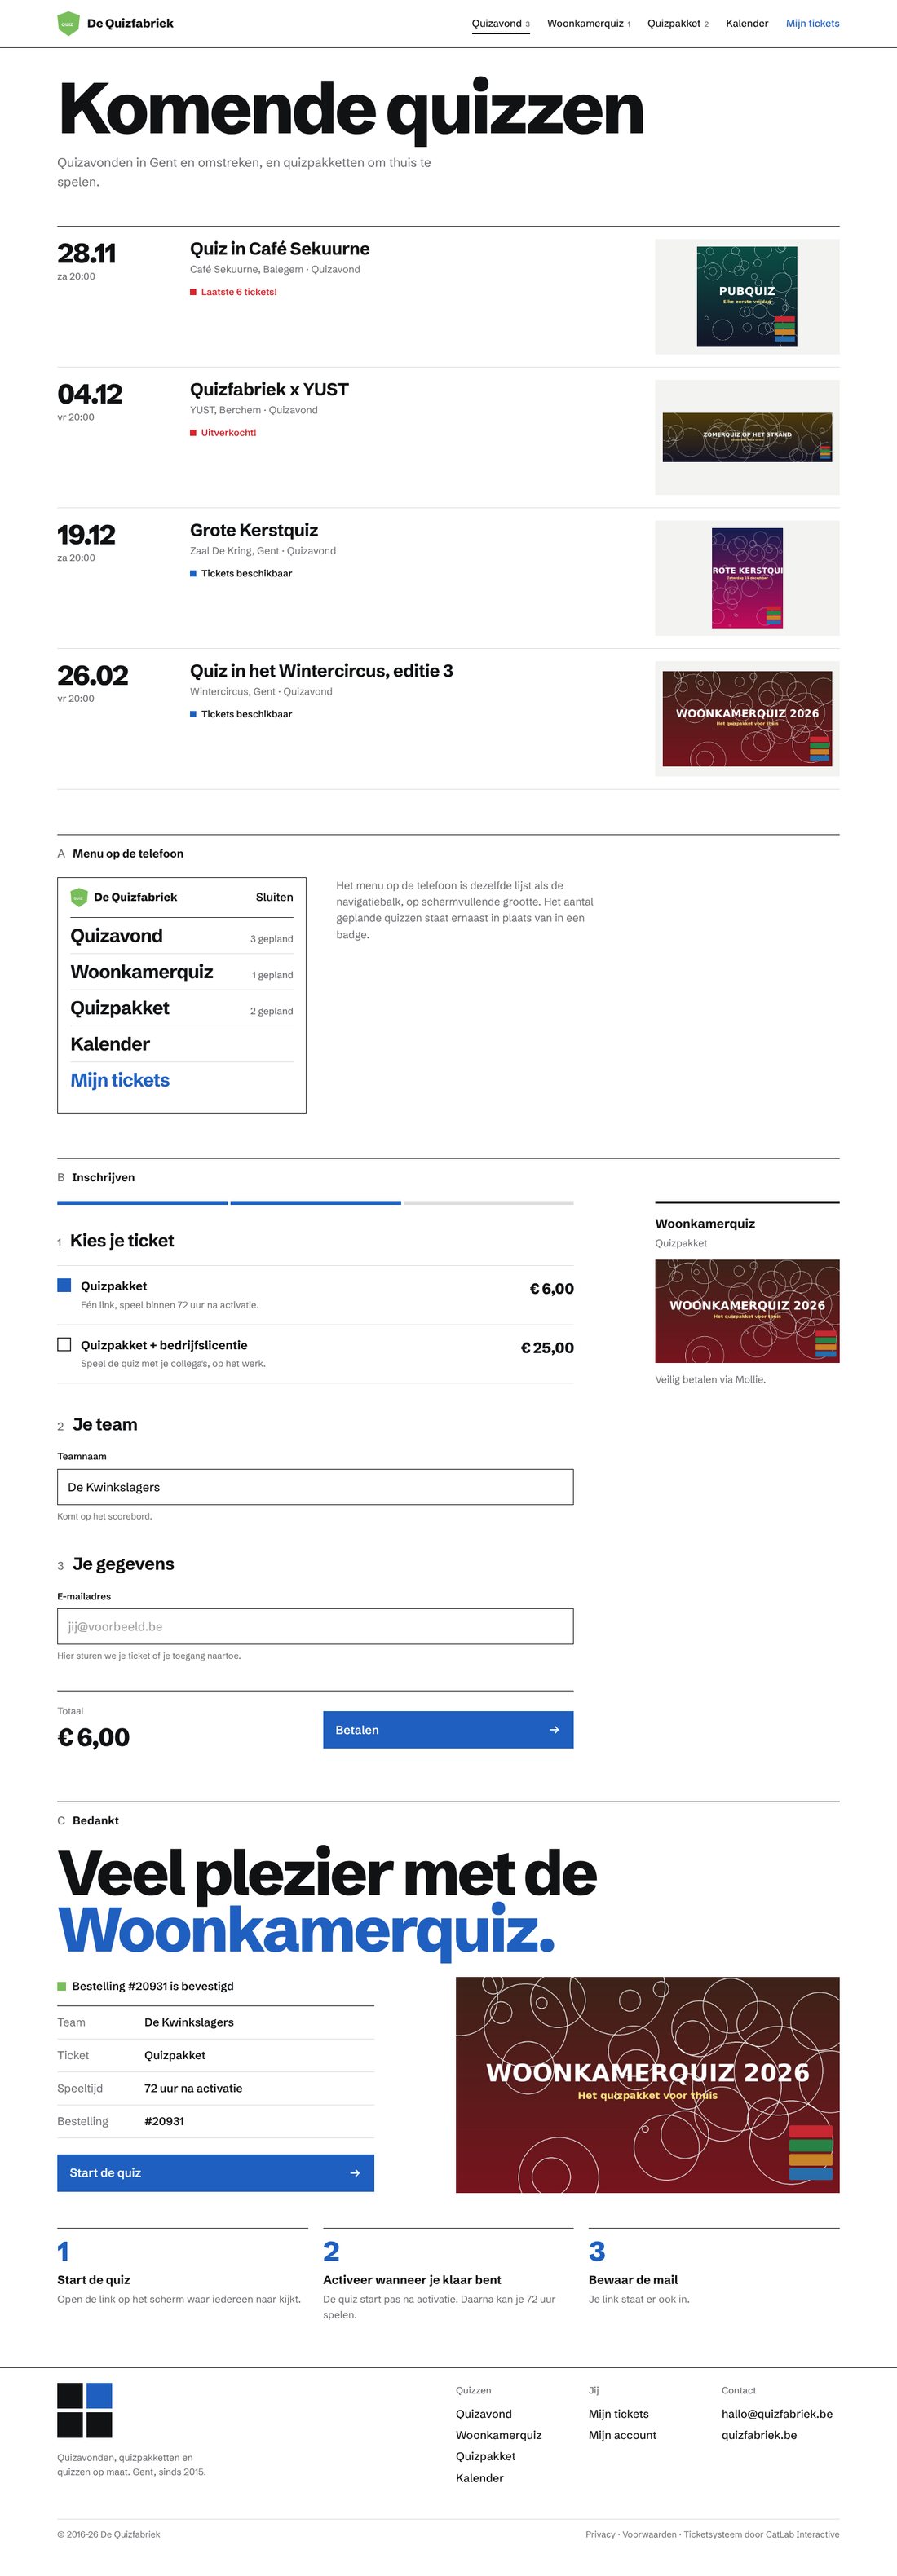 De Quizfabriek
Quizavond 3 Woonkamerquiz 1 Quizpakket 2 Kalender Mijn tickets
Komende quizzen
Quizavonden in Gent en omstreken, en quizpakketten om thuis te
spelen.
28.11
za 20:00
Quiz in Café Sekuurne
Café Sekuurne, Balegem · Quizavond
Laatste 6 tickets!
PUBQUIZ
Elke eerste vrijdag
04.12
vr 20:00
Quizfabriek x YUST
YUST, Berchem · Quizavond
Uitverkocht!
ZOMERQUIZ OP HET STRAND
19.12
za 20:00
Grote Kerstquiz
Zaal De Kring, Gent · Quizavond
Tickets beschikbaar
ROTE KERSTQUI
Zaterdag 19 december
26.02
vr 20:00
Quiz in het Wintercircus, editie 3
Wintercircus, Gent · Quizavond
Tickets beschikbaar
WOONKAMERQUIZ 2026
Het quizpakket voor thuis
A Menu op de telefoon
De Quizfabriek Sluiten
Quizavond 3 gepland
Woonkamerquiz 1 gepland
Quizpakket 2 gepland
Kalender
Mijn tickets
Het menu op de telefoon is dezelfde lijst als de
navigatiebalk, op schermvullende grootte. Het aantal
geplande quizzen staat ernaast in plaats van in een
badge.
B Inschrijven
1 Kies je ticket
Quizpakket € 6,00
Eén link, speel binnen 72 uur na activatie.
Quizpakket + bedrijfslicentie € 25,00
Speel de quiz met je collega's, op het werk.
2 Je team
Teamnaam
De Kwinkslagers
Komt op het scorebord.
3 Je gegevens
E-mailadres
jij@voorbeeld.be
Hier sturen we je ticket of je toegang naartoe.
Totaal
€ 6,00
Betalen →
Woonkamerquiz
Quizpakket
WOONKAMERQUIZ 2026
Het quizpakket voor thuis
Veilig betalen via Mollie.
C Bedankt
Veel plezier met de
Woonkamerquiz.
Bestelling #20931 is bevestigd
Team De Kwinkslagers
Ticket Quizpakket
Speeltijd 72 uur na activatie
Bestelling #20931
Start de quiz →
WOONKAMERQUIZ 2026
Het quizpakket voor thuis
1
Start de quiz
Open de link op het scherm waar iedereen naar kijkt.
2
Activeer wanneer je klaar bent
De quiz start pas na activatie. Daarna kan je 72 uur
spelen.
3
Bewaar de mail
Je link staat er ook in.
Quizavonden, quizpakketten en
quizzen op maat. Gent, sinds 2015.
Quizzen
Quizavond
Woonkamerquiz
Quizpakket
Kalender
Jij
Mijn tickets
Mijn account
Contact
hallo@quizfabriek.be
quizfabriek.be
© 2016-26 De Quizfabriek
Privacy · Voorwaarden · Ticketsysteem door CatLab Interactive